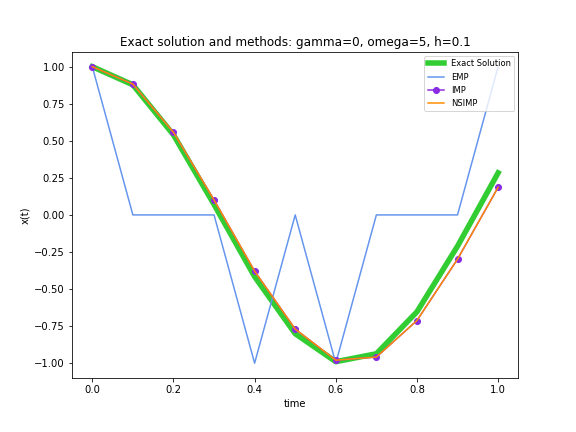 Exact solution and methods: gamma=0, omega=5, h=0.1
Exact Solution
EMP
IMP
NSIMP
1.00
0.75
0.50
0.25
0.00
−0.25
−0.50
−0.75
−1.00
x(t)
0.0
0.2
0.4
0.6
0.8
1.0
time